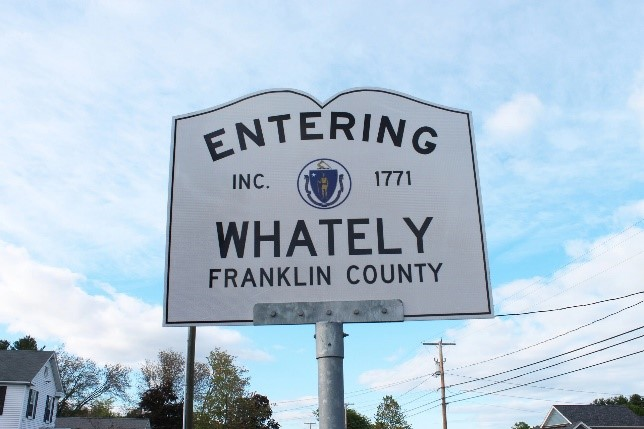 ENTERING
INC. 1771
WHATELY
FRANKLIN COUNTY